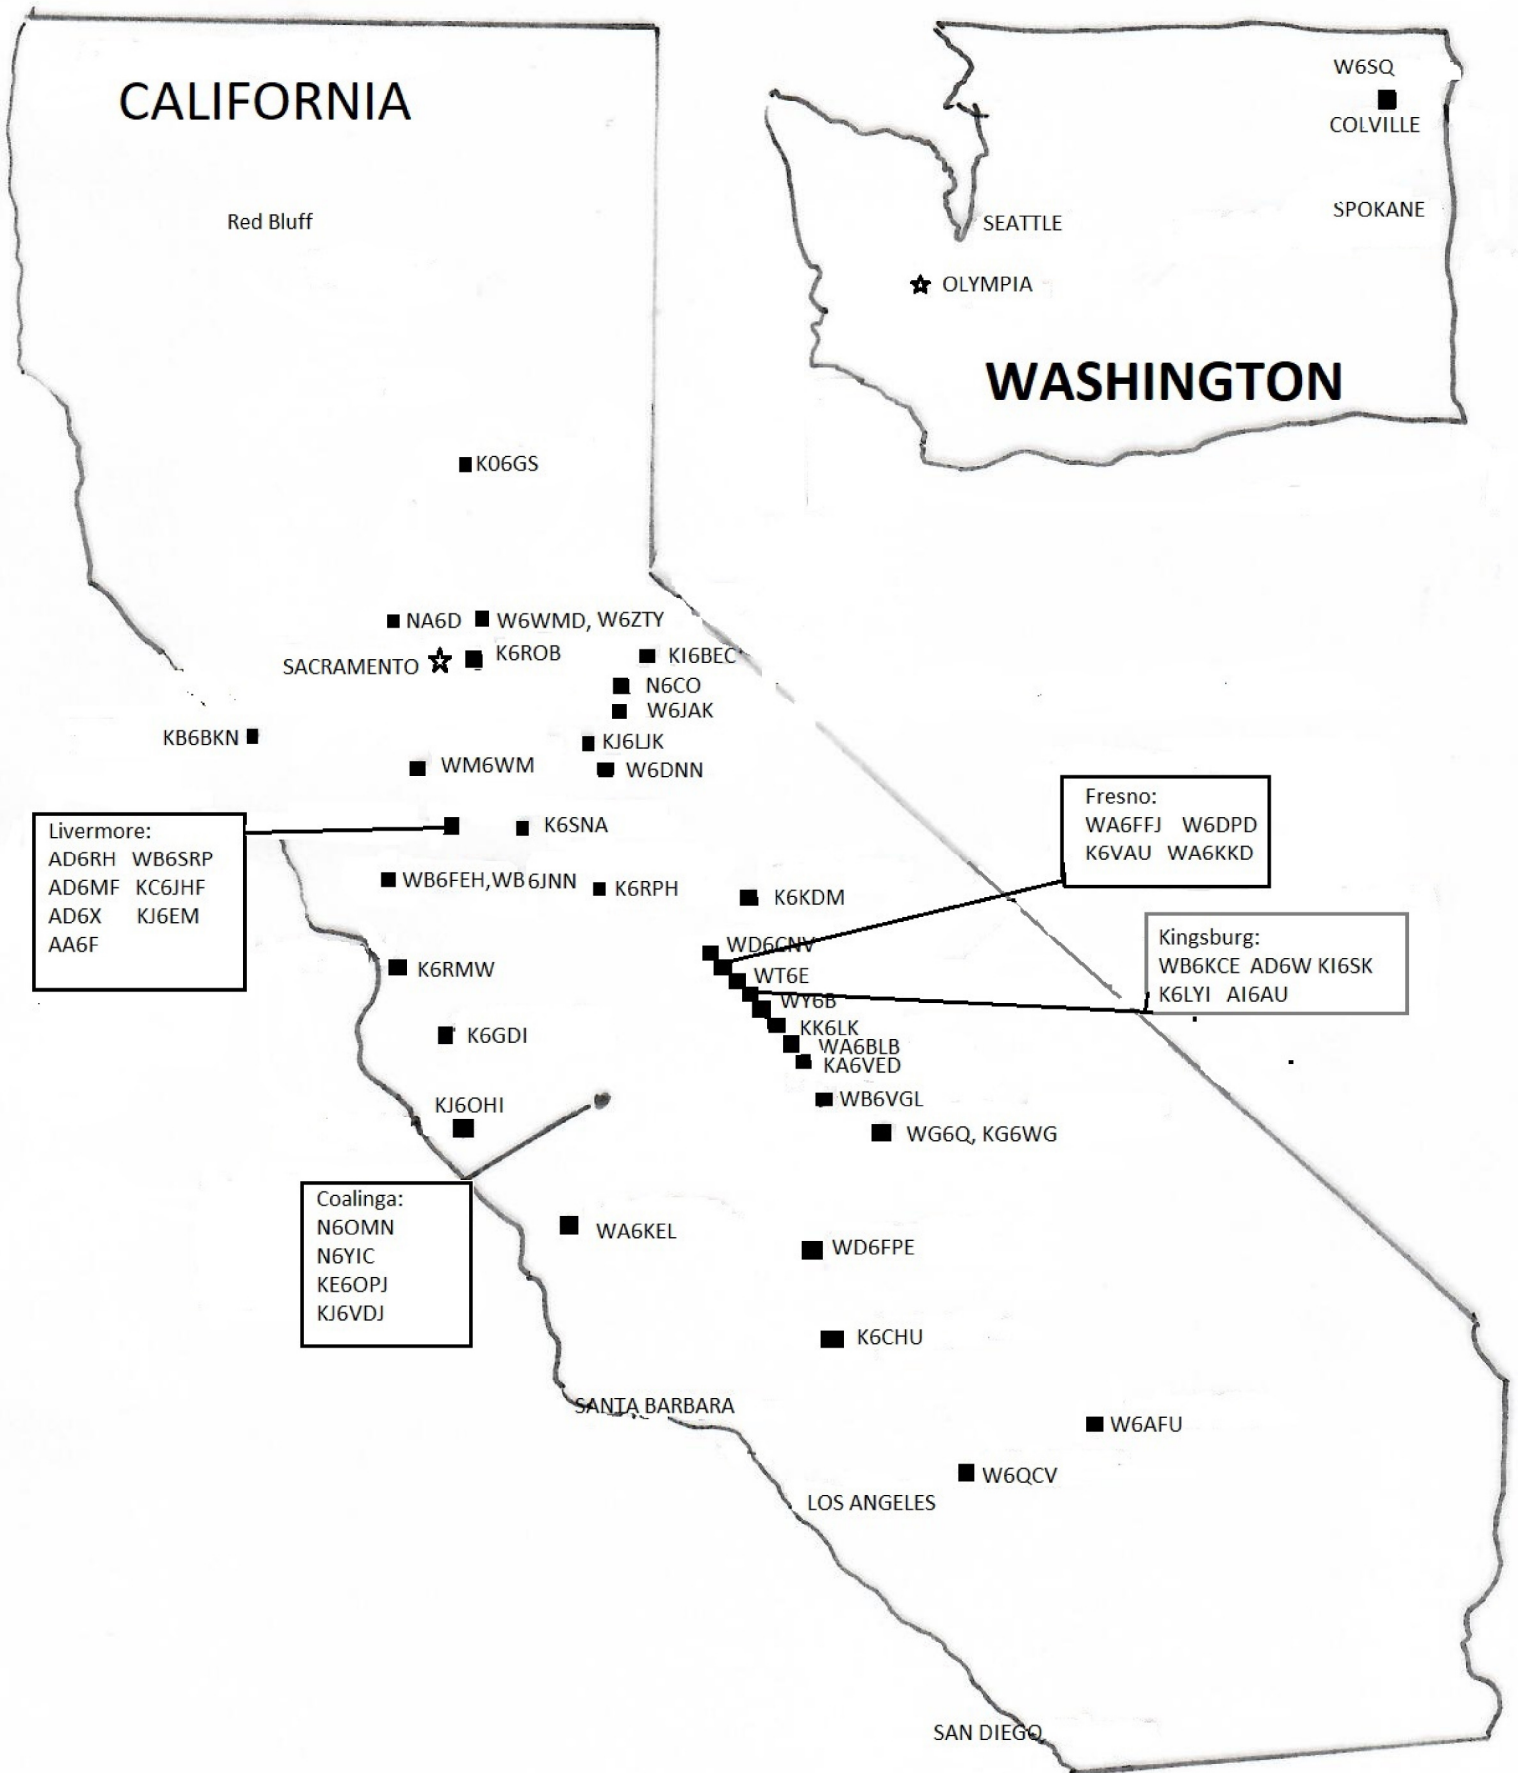 CALIFORNIA
Red Bluff
K06GS
NA6D
W6WMD, W6ZTY
SACRAMENTO
K6ROB
KI6BEC
N6CO
W6JAK
KB6BKN
KJ6LJK
WM6WM
W6DNN
Livermore:
AD6RH WB6SRP
AD6MF KC6JHF
AD6X KJ6EM
AA6F
K6SNA
WB6FEH,WB6JNN
K6RPH
K6KDM
WD6CNV
K6RMW
WT6E
WY6B
K6GDI
KK6LK
WA6BLB
KA6VED
WB6VGL
KJ6OHI
WG6Q, KG6WG
Coalinga:
N6OMN
N6YIC
KE6OPJ
KJ6VDJ
WA6KEL
WD6FPE
K6CHU
SANTA BARBARA
W6AFU
W6QCV
LOS ANGELES
SAN DIEGO
W6SQ
COLVILLE
SPOKANE
SEATTLE
OLYMPIA
WASHINGTON
Fresno:
WA6FFJ W6DPD
K6VAU WA6KKD
Kingsburg:
WB6KCE AD6W KI6SK
K6LYI AI6AU